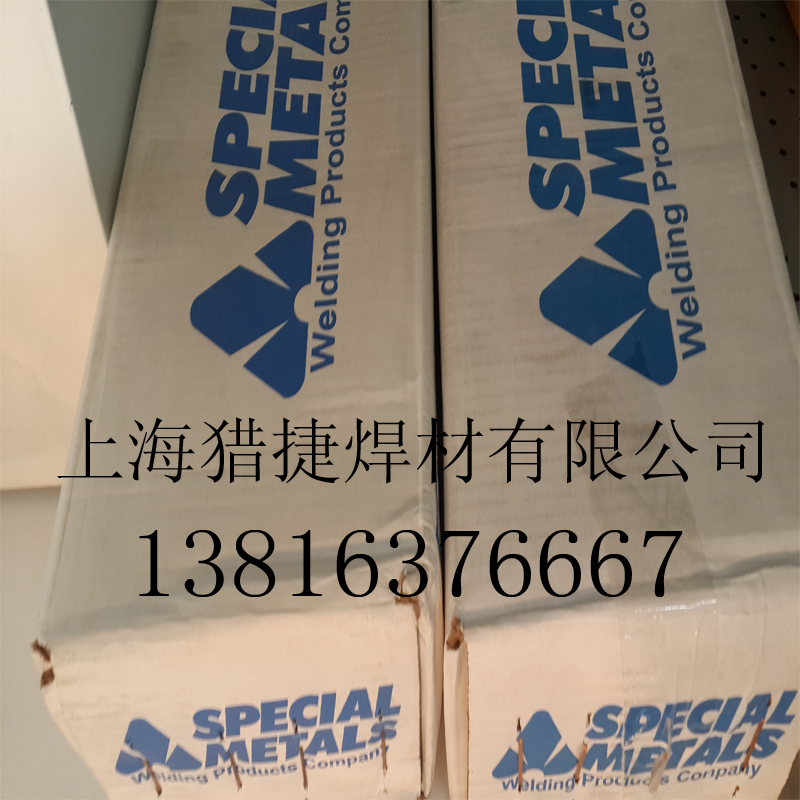 SPECIAL
METALS
Welding Products Company
SPECIAL
METALS
Welding Products Company
上海猎捷焊材有限公司
13816376667
SPECIAL
METALS
Welding Products Company
SPECIAL
METALS
Welding Products Company